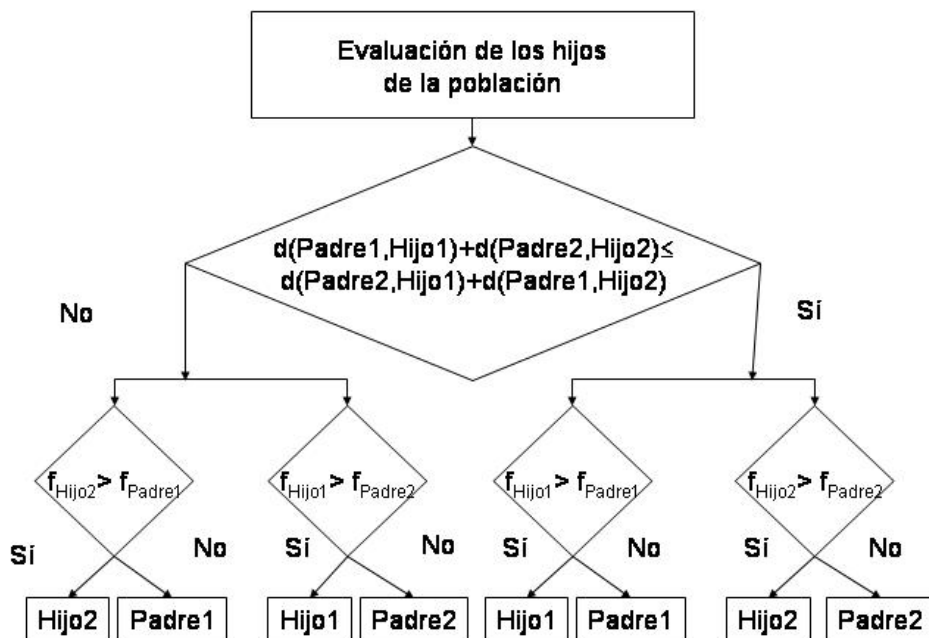 Evaluación de los hijos
de la población
d(Padre1,Hijo1)+d(Padre2,Hijo2)≤
d(Padre2,Hijo1)+d(Padre1,Hijo2)
No
Sí
fHijo2> fPadre1
fHijo1> fPadre2
fHijo1> fPadre1
fHijo2> fPadre2
Sí
No
Sí
No
Sí
No
Sí
No
Hijo2
Padre1
Hijo1
Padre2
Hijo1
Padre1
Hijo2
Padre2